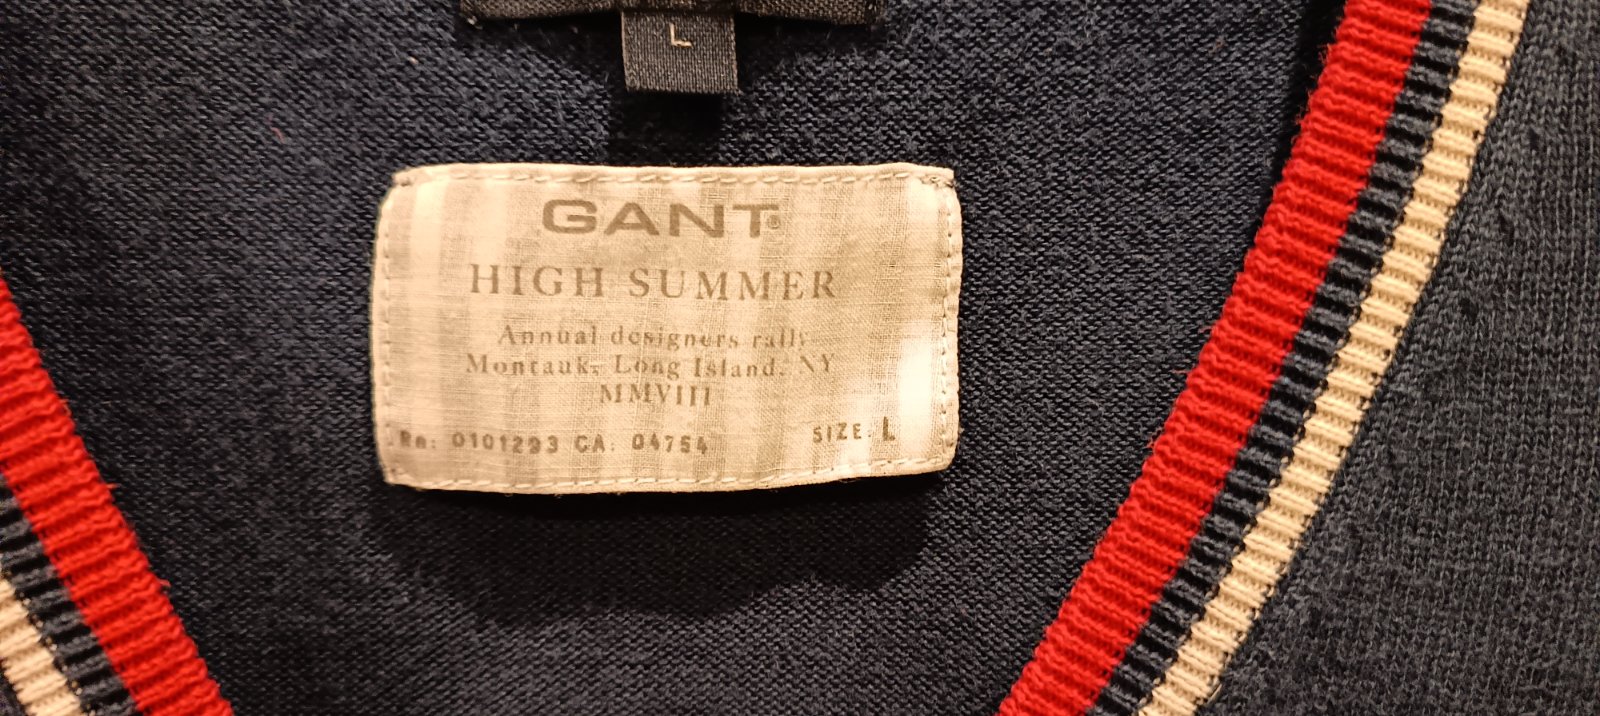 L
GANT®
HIGH SUMMER
Annual designers rally
Montauk, Long Island, NY
MMVIII
Rn: 0101293 CA. 04754
SIZE: L